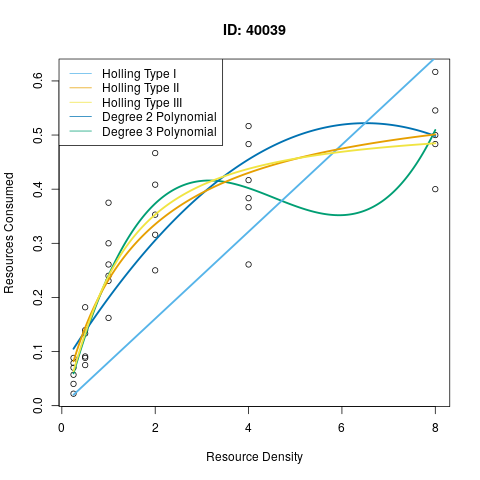 ID: 40039
Holling Type I
Holling Type II
Holling Type III
Degree 2 Polynomial
Degree 3 Polynomial
Resources Consumed
0.6
0.5
0.4
0.3
0.2
0.1
0.0
0 2 4 6 8
Resource Density